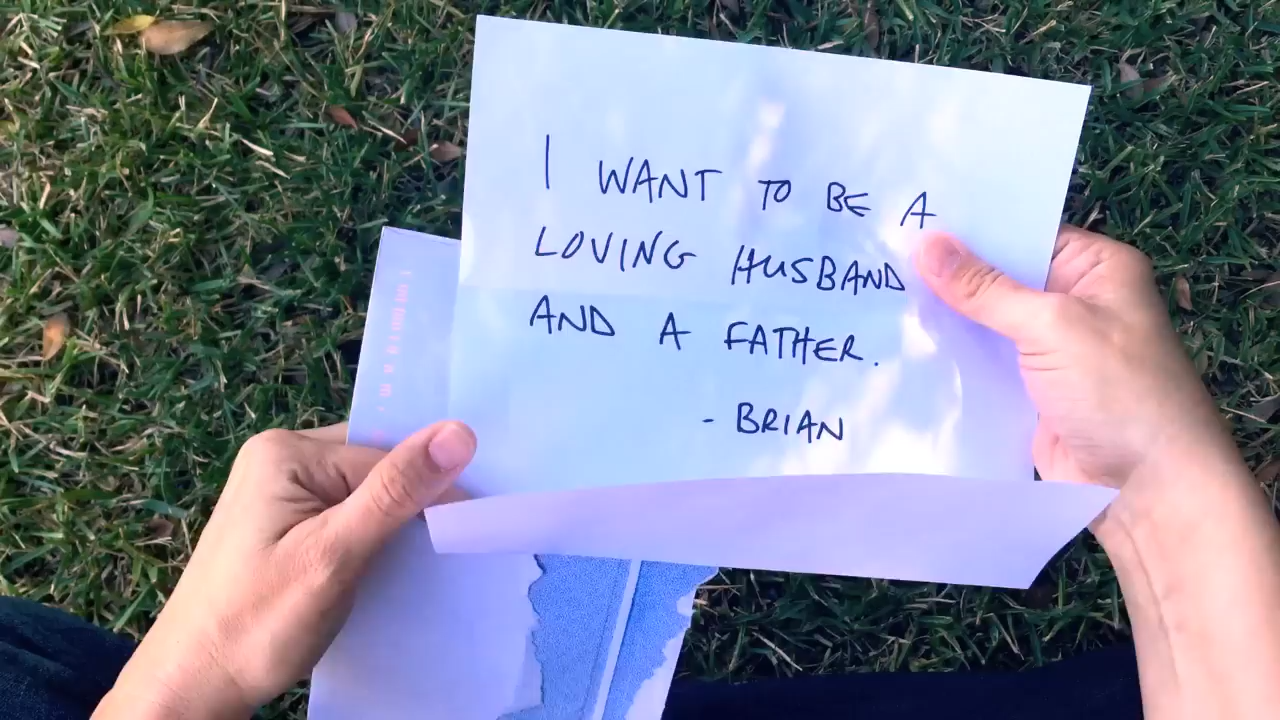 I WANT TO BE A
LOVING HUSBAND
AND A FATHER.
- BRIAN